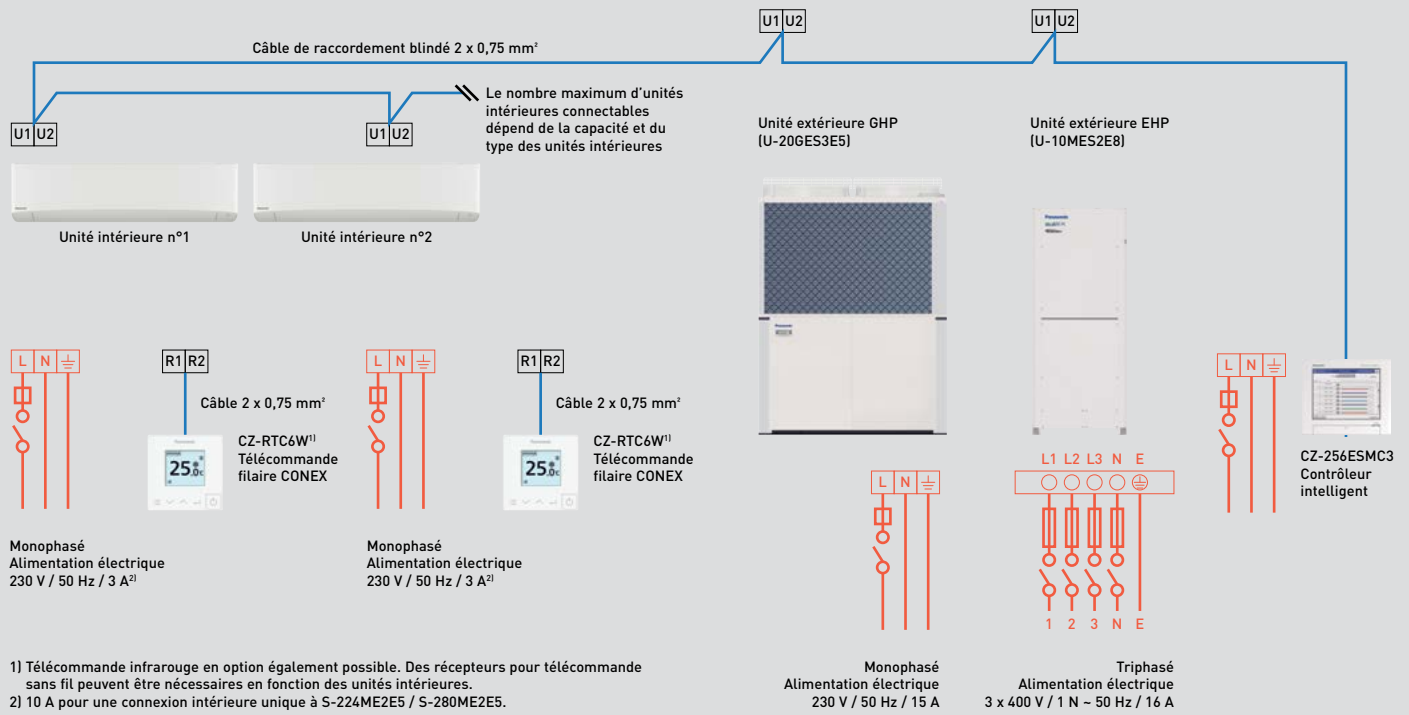 U1 U2
U1 U2
Câble de raccordement blindé 2 x 0,75 mm²
Le nombre maximum d'unités
intérieures connectables
dépend de la capacité et du
type des unités intérieures
U1 U2
U1 U2
Unité extérieure GHP
(U-20GES3E5)
Unité extérieure EHP
(U-10MES2E8)
Unité intérieure n°1
Unité intérieure n°2
Panasonic
Panasonic
L N
R1 R2
L N
R1 R2
L N
Câble 2 x 0,75 mm²
Câble 2 x 0,75 mm²
Panasonic
25.0c
CZ-RTC6W1)
Télécommande
filaire CONEX
Panasonic
25.0c
CZ-RTC6W1)
Télécommande
filaire CONEX
CZ-256ESMC3
Contrôleur
intelligent
L N
L1 L2 L3 N E
1 2 3 N E
Monophasé
Alimentation électrique
230 V / 50 Hz / 3 A2)
Monophasé
Alimentation électrique
230 V / 50 Hz / 3 A2)
1) Télécommande infrarouge en option également possible. Des récepteurs pour télécommande
sans fil peuvent être nécessaires en fonction des unités intérieures.
2) 10 A pour une connexion intérieure unique à S-224ME2E5 / S-280ME2E5.
Monophasé
Alimentation électrique
230 V / 50 Hz / 15 A
Triphasé
Alimentation électrique
3 x 400 V / 1 N ~ 50 Hz / 16 A